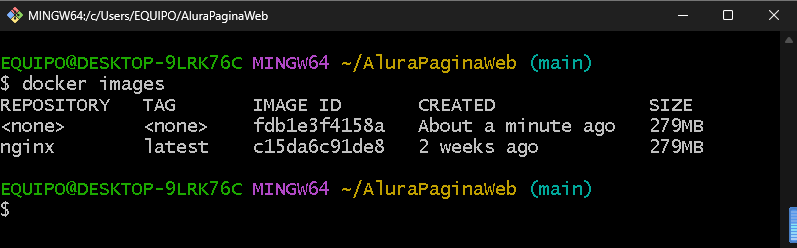 MINGW64:/c/Users/EQUIPO/AluraPaginaWeb
EQUIPO@DESKTOP-9LRK76C MINGW64 ~/AluraPaginaWeb (main)
$ docker images
REPOSITORY TAG IMAGE ID CREATED SIZE
<none> <none> fdb1e3f4158a About a minute ago 279MB
nginx latest c15da6c91de8 2 weeks ago 279MB
EQUIPO@DESKTOP-9LRK76C MINGW64 ~/AluraPaginaWeb (main)
$